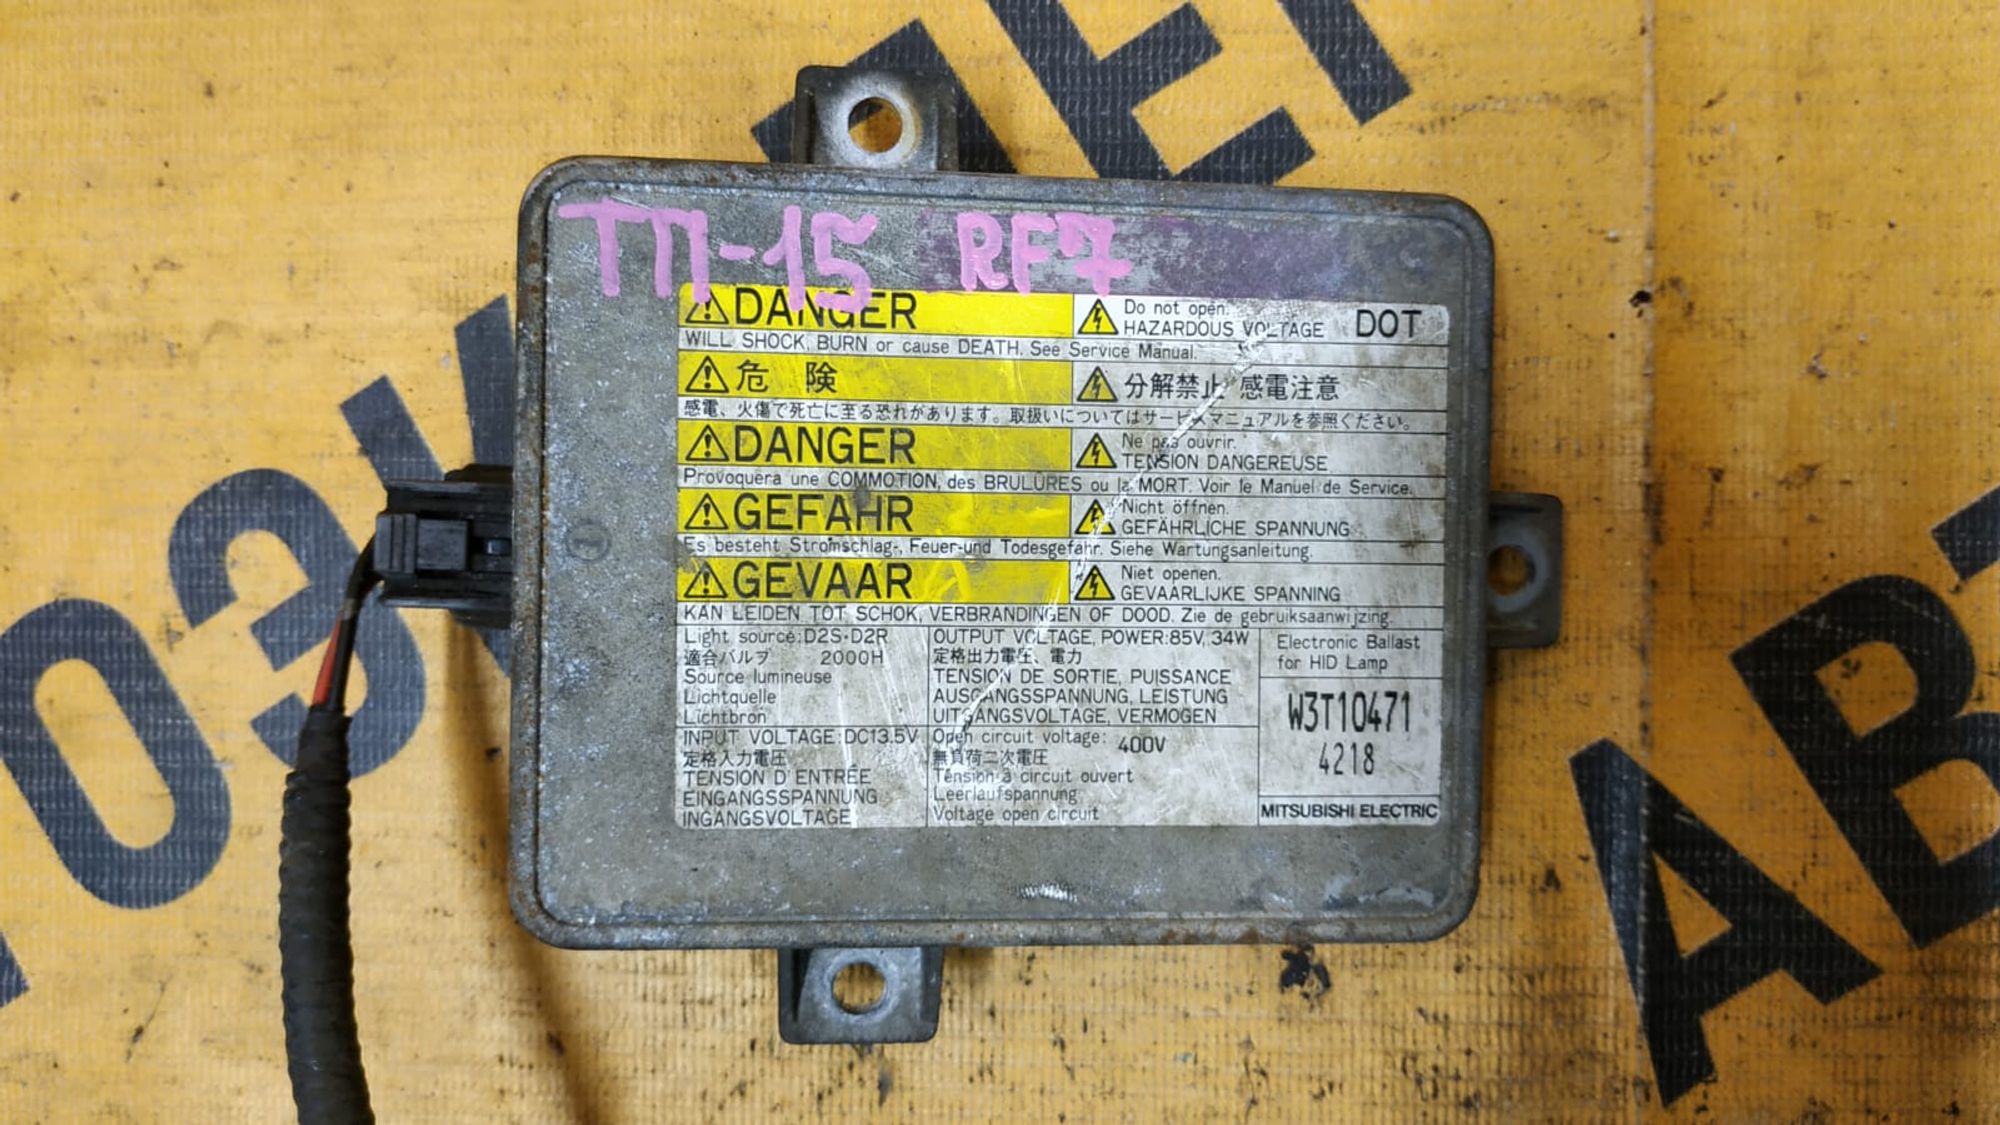 ТП-15 RF7
DANGER
Do not open.
HAZARDOUS VOLTAGE
DOT
WILL SHOCK, BURN or cause DEATH. See Service Manual.
危 険
分解禁止 感電注意
感電、火傷で死亡に至る恐れがあります。取扱いについてはサービスマニュアルを参照ください。
DANGER
Ne pas ouvrir.
TENSION DANGEREUSE
Provoquera une COMMOTION, des BRULURES ou la MORT. Voir le Manuel de Service.
GEFAHR
Nicht öffnen.
GEFÄHRLICHE SPANNUNG
Es besteht Stromschlag-, Feuer-und Todesgefahr. Siehe Wartungsanleitung.
GEVAAR
Niet openen.
GEVAARLIJKE SPANNING
KAN LEIDEN TOT SCHOK, VERBRANDINGEN OF DOOD. Zie de gebruiksaanwijzing.
Light source: D2S·D2R
適合バルブ 2000H
Source lumineuse
Lichtquelle
Lichtbron
OUTPUT VOLTAGE, POWER: 85V, 34W
定格出力電圧、電力
TENSION DE SORTIE, PUISSANCE
AUSGANGSSPANNUNG, LEISTUNG
UITGANGSVOLTAGE, VERMOGEN
Electronic Ballast
for HID Lamp
W3T10471
4218
INPUT VOLTAGE: DC13.5V
定格入力電圧
TENSION D'ENTRÉE
EINGANGSSPANNUNG
INGANGSVOLTAGE
Open circuit voltage: 400V
無負荷二次電圧
Tension à circuit ouvert
Leerlaufspannung
Voltage open circuit
MITSUBISHI ELECTRIC
АВТ